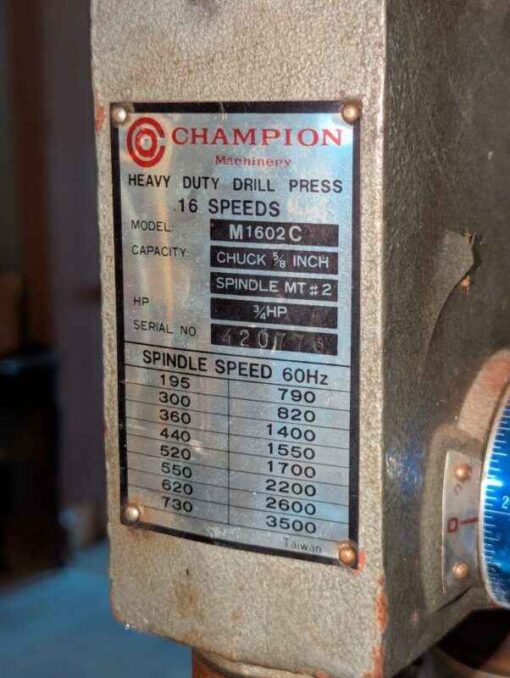 CHAMPION
Machinery
HEAVY DUTY DRILL PRESS
16 SPEEDS
MODEL: M1602C
CAPACITY: CHUCK 5/8 INCH
SPINDLE MT #2
HP 3/4HP
SERIAL NO
SPINDLE SPEED 60Hz
195 790
300 820
360 1400
440 1550
520 1700
550 2200
620 2600
730 3500
Taiwan
0
2